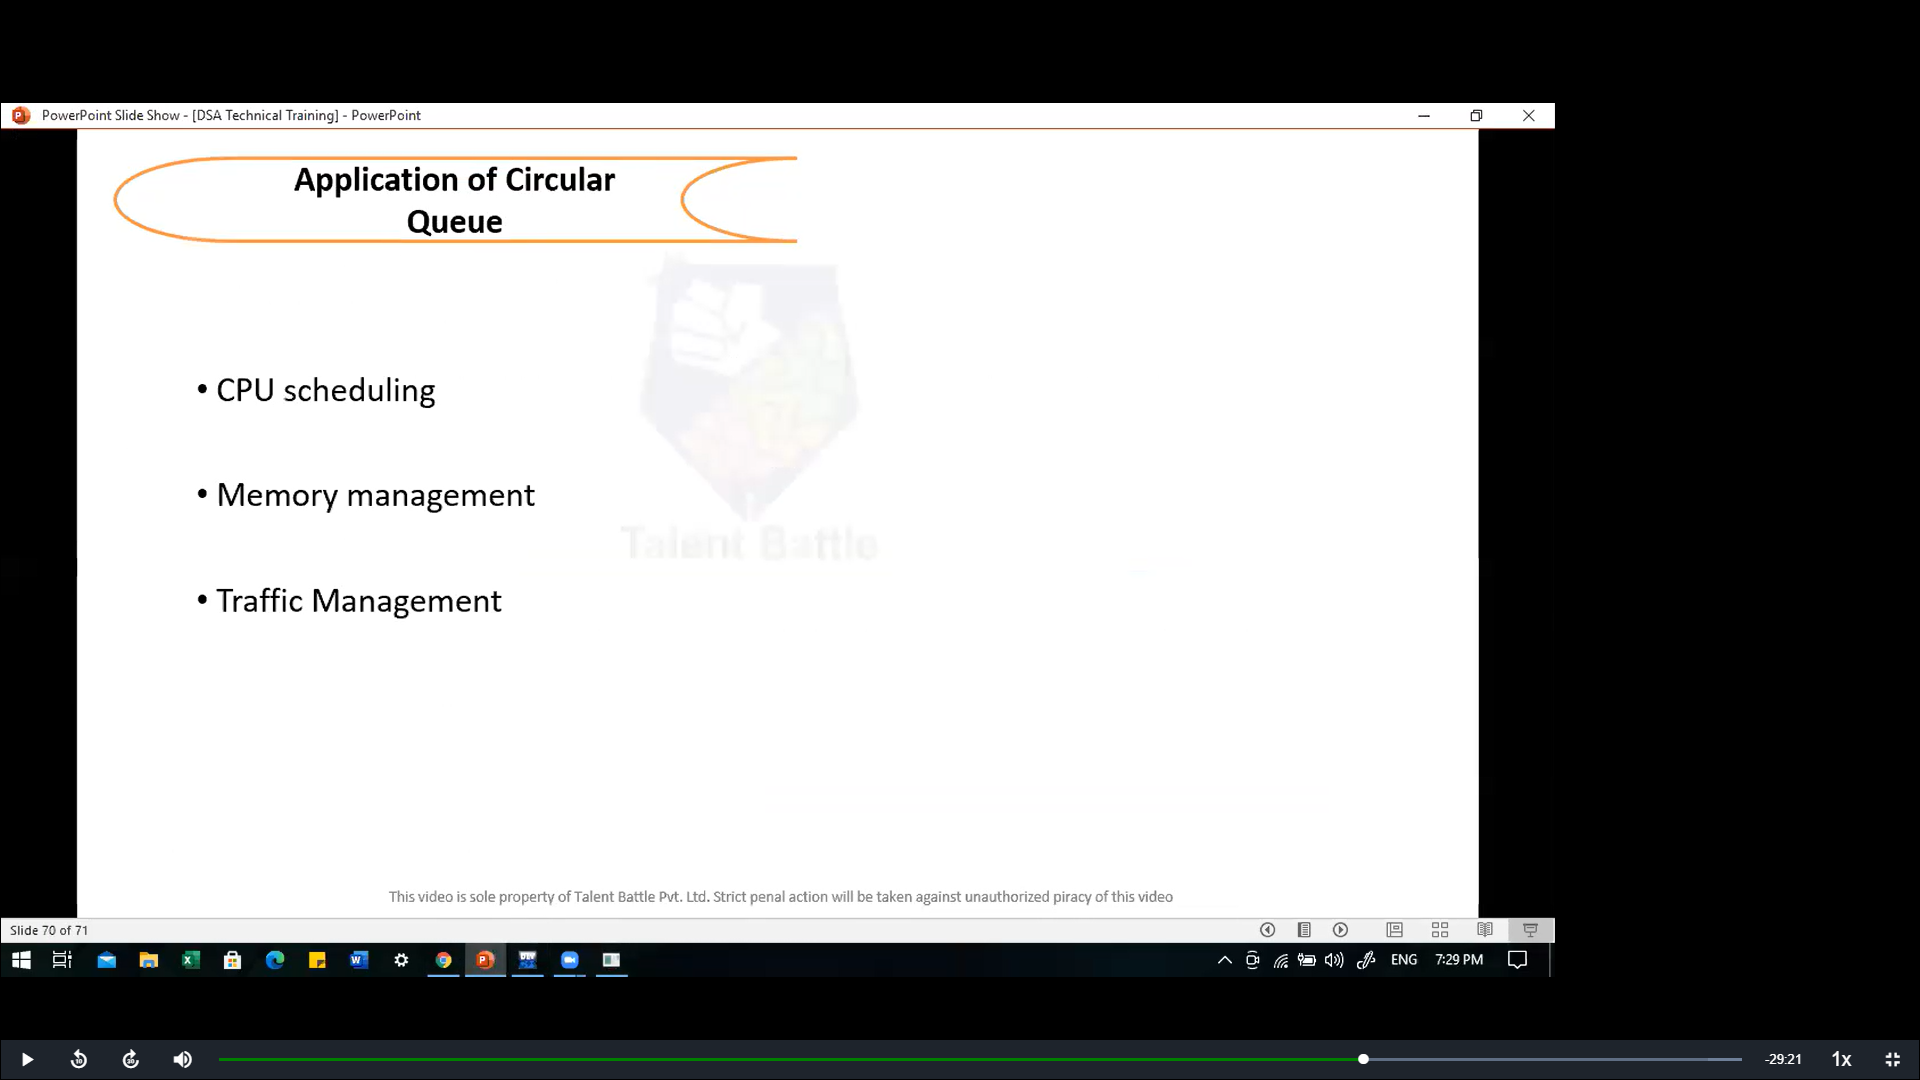 PowerPoint Slide Show - [DSA Technical Training] - PowerPoint
Application of Circular
Queue
• CPU scheduling
• Memory management
• Traffic Management
Talent Battle
This video is sole property of Talent Battle Pvt. Ltd. Strict penal action will be taken against unauthorized piracy of this video
Slide 70 of 71
ENG
7:29 PM
-29:21
1x